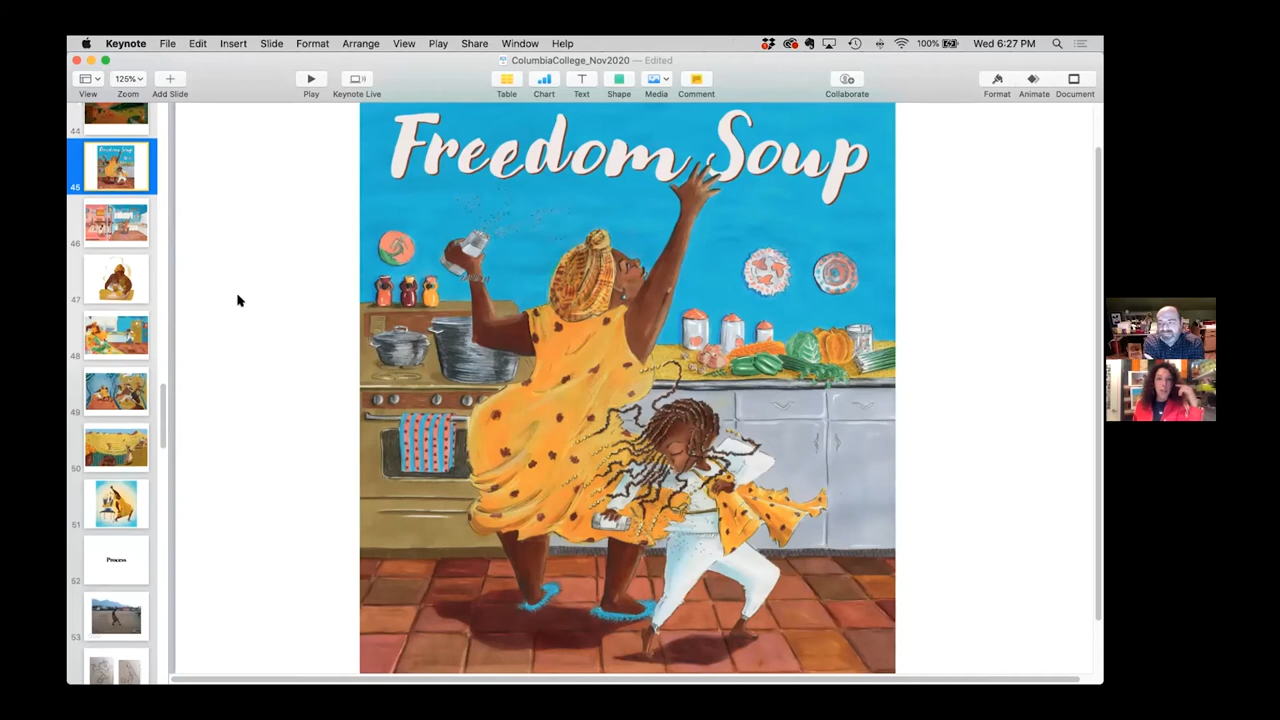 Keynote File Edit Insert Slide Format Arrange View Play Share Window Help 100% Wed 6:27 PM
ColumbiaCollege_Nov2020 — Edited
125%
View Zoom Add Slide Play Keynote Live Table Chart Text Shape Media Comment Collaborate Format Animate Document
44
45
46
47
48
49
50
51
52
53
Freedom Soup
Process
Freedom Soup